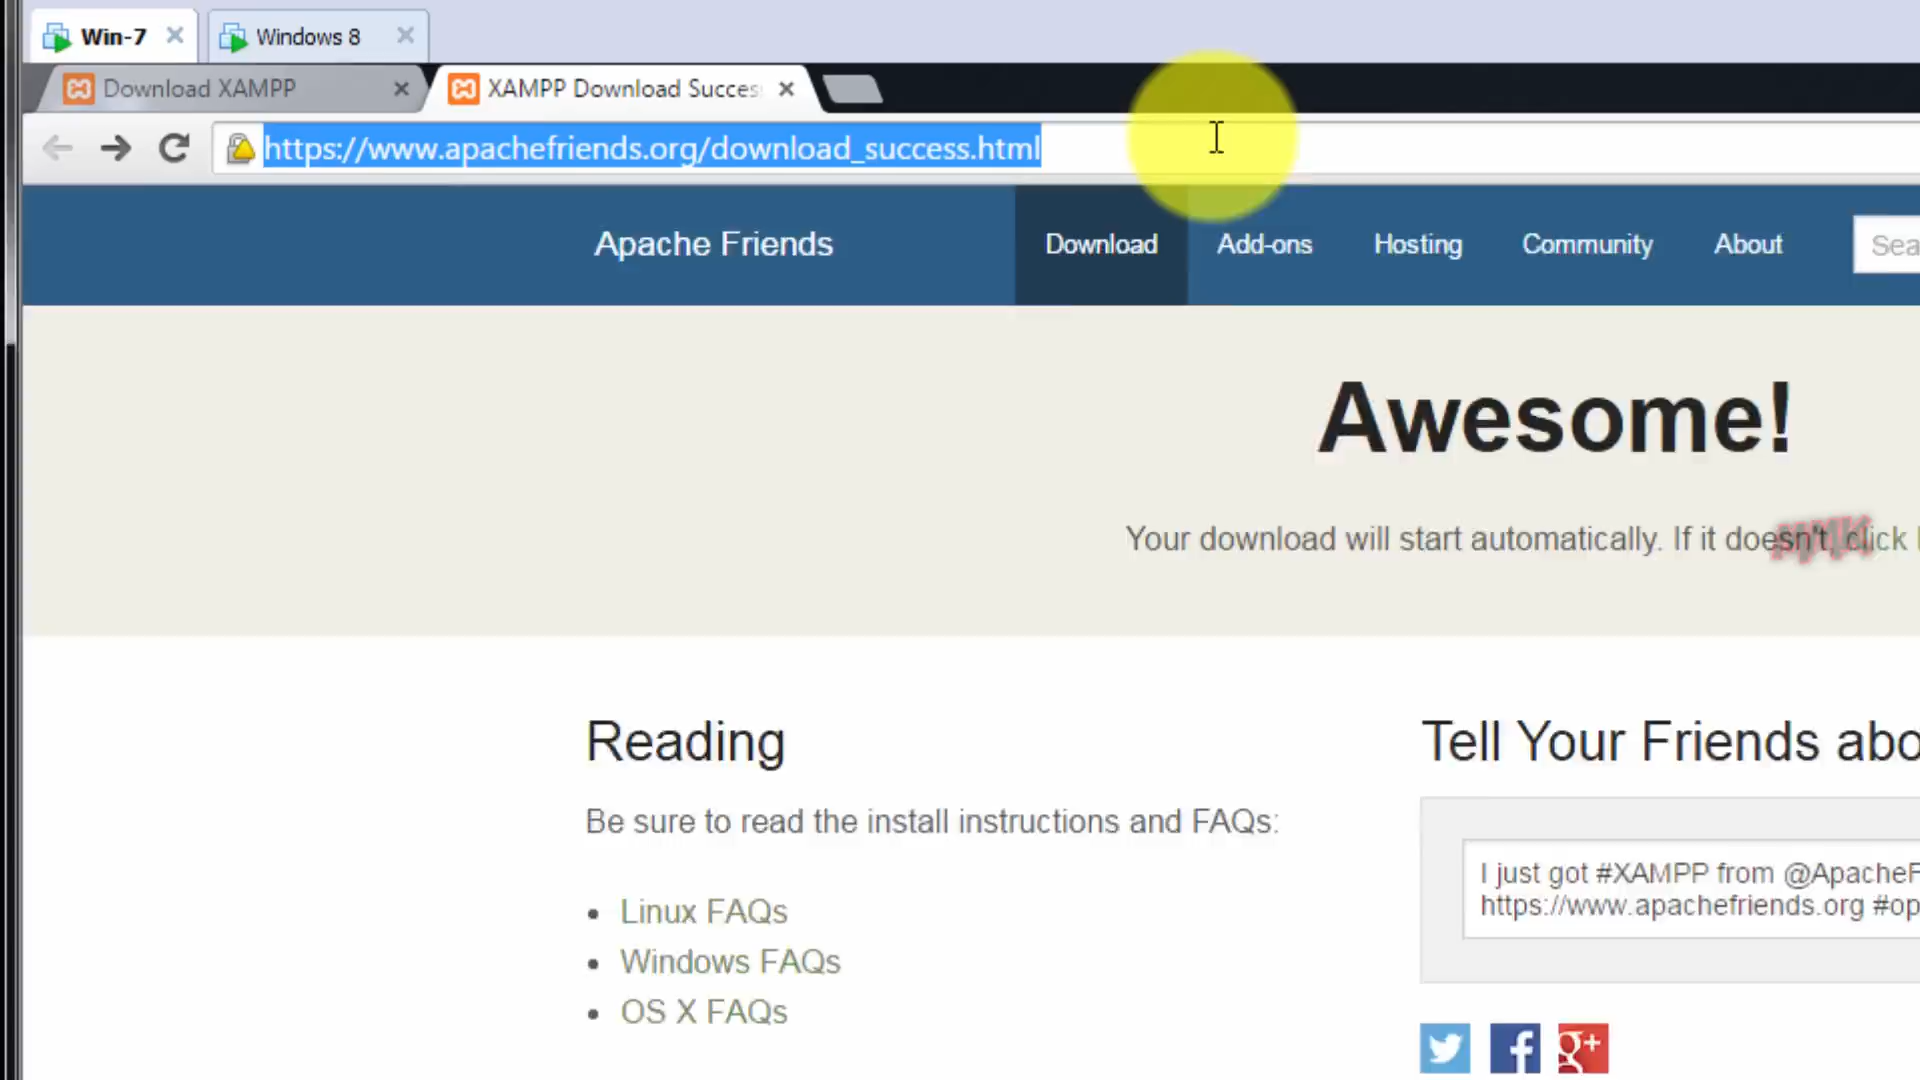 Win-7
Windows 8
Download XAMPP
XAMPP Download Succes
https://www.apachefriends.org/download_success.html
Apache Friends
Download
Add-ons
Hosting
Community
About
Sea
Awesome!
Your download will start automatically. If it doesn't, click
Reading
Tell Your Friends abo
Be sure to read the install instructions and FAQs:
I just got #XAMPP from @ApacheF
https://www.apachefriends.org #op
Linux FAQs
Windows FAQs
OS X FAQs